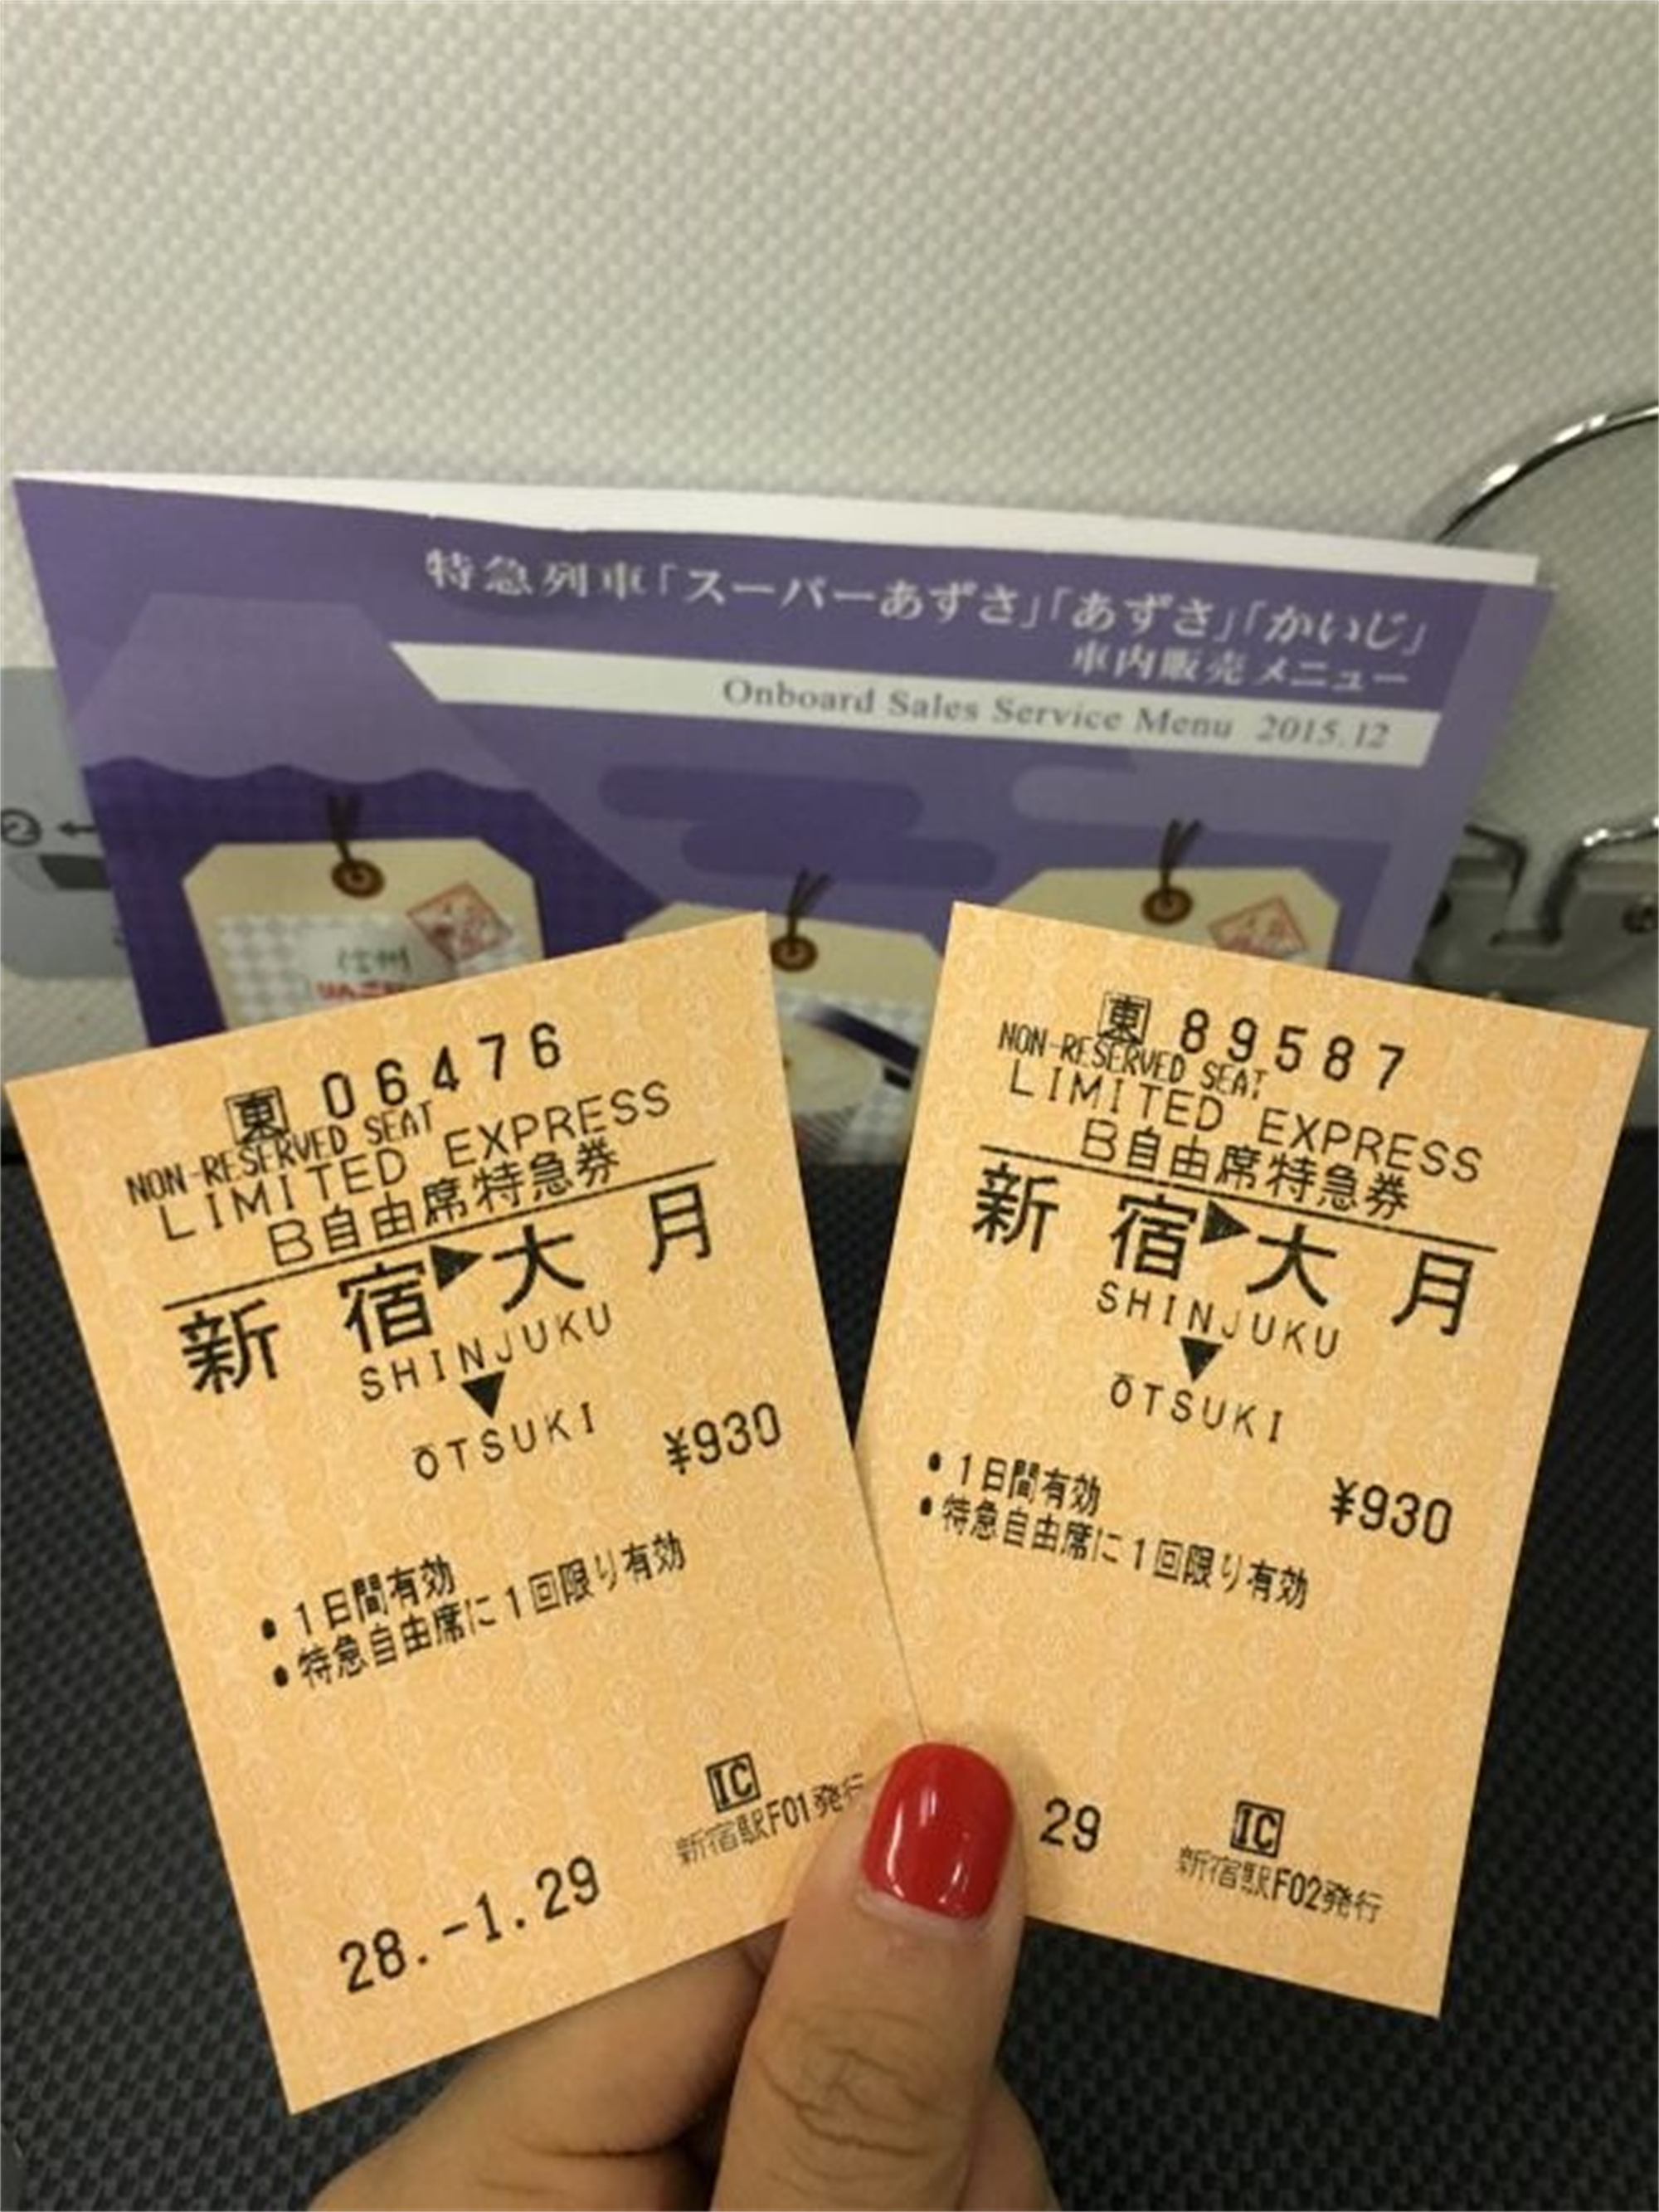 特急列車「スーパーあずさ」「あずさ」「かいじ」
車内販売メニュー
Onboard Sales Service Menu 2015.12
信州
東 06476
NON-RESERVED SEAT
LIMITED EXPRESS
B自由席特急券
新宿▶大月
SHINJUKU
▼
ŌTSUKI
¥930
●1日間有効
●特急自由席に1回限り有効
IC
新宿駅F01発行
28.-1.29
東 89587
NON-RESERVED SEAT
LIMITED EXPRESS
B自由席特急券
新宿▶大月
SHINJUKU
▼
ŌTSUKI
¥930
●1日間有効
●特急自由席に1回限り有効
29
IC
新宿駅F02発行